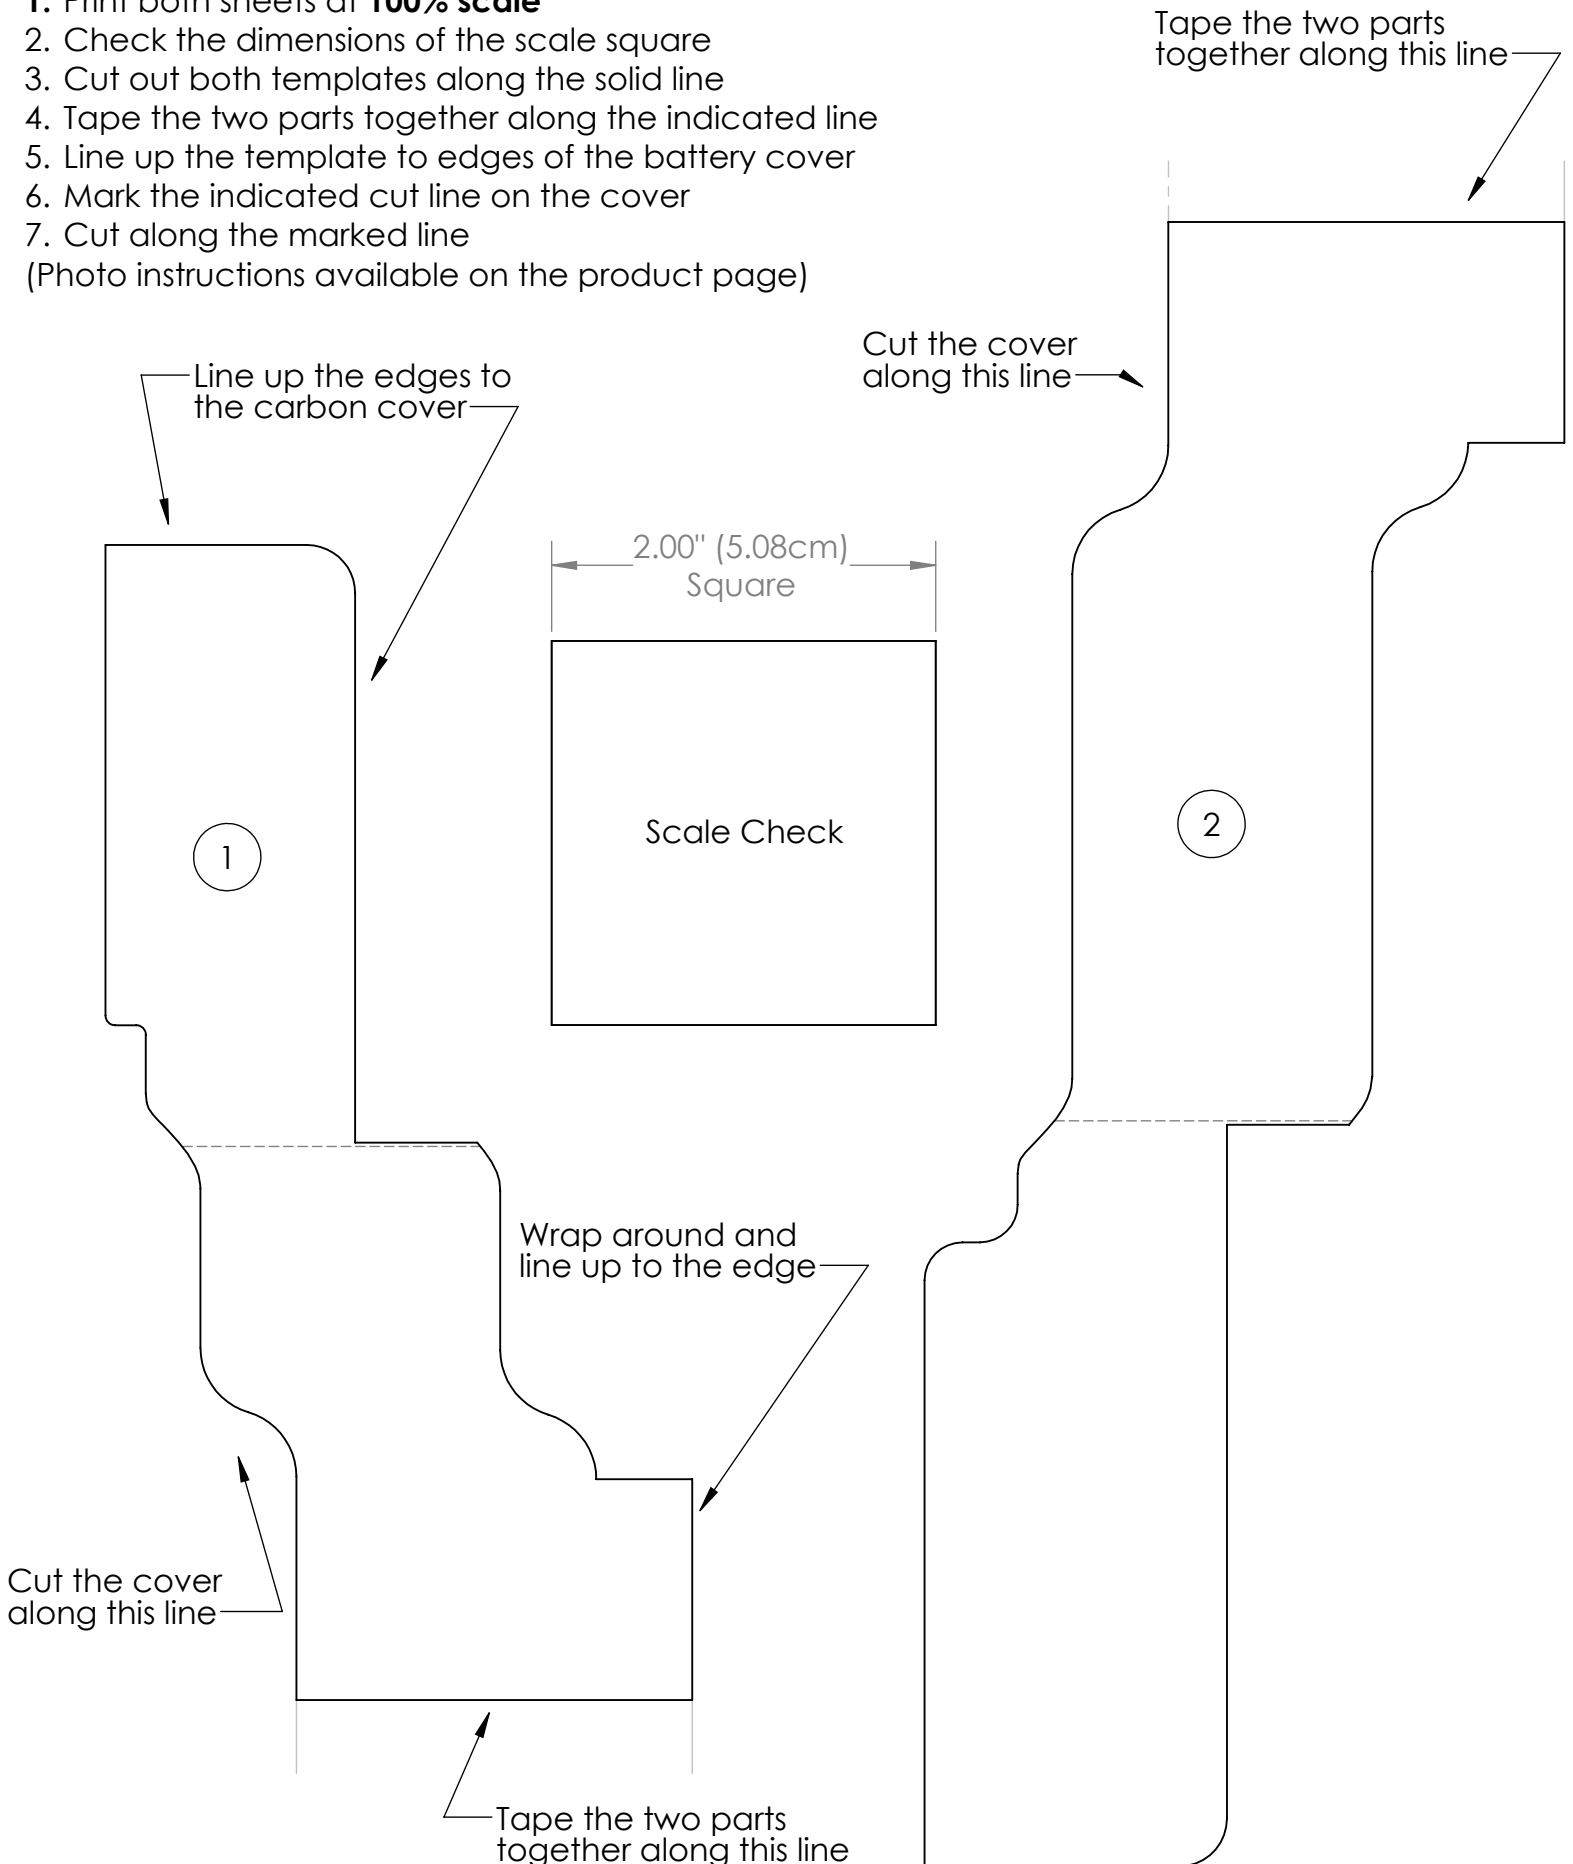 1. Print both sheets at 100% scale
2. Check the dimensions of the scale square
3. Cut out both templates along the solid line
4. Tape the two parts together along the indicated line
5. Line up the template to edges of the battery cover
6. Mark the indicated cut line on the cover
7. Cut along the marked line
(Photo instructions available on the product page)
Tape the two parts
together along this line
Cut the cover
along this line
Line up the edges to
the carbon cover
2.00" (5.08cm)
Square
Scale Check
1
2
Wrap around and
line up to the edge
Cut the cover
along this line
Tape the two parts
together along this line